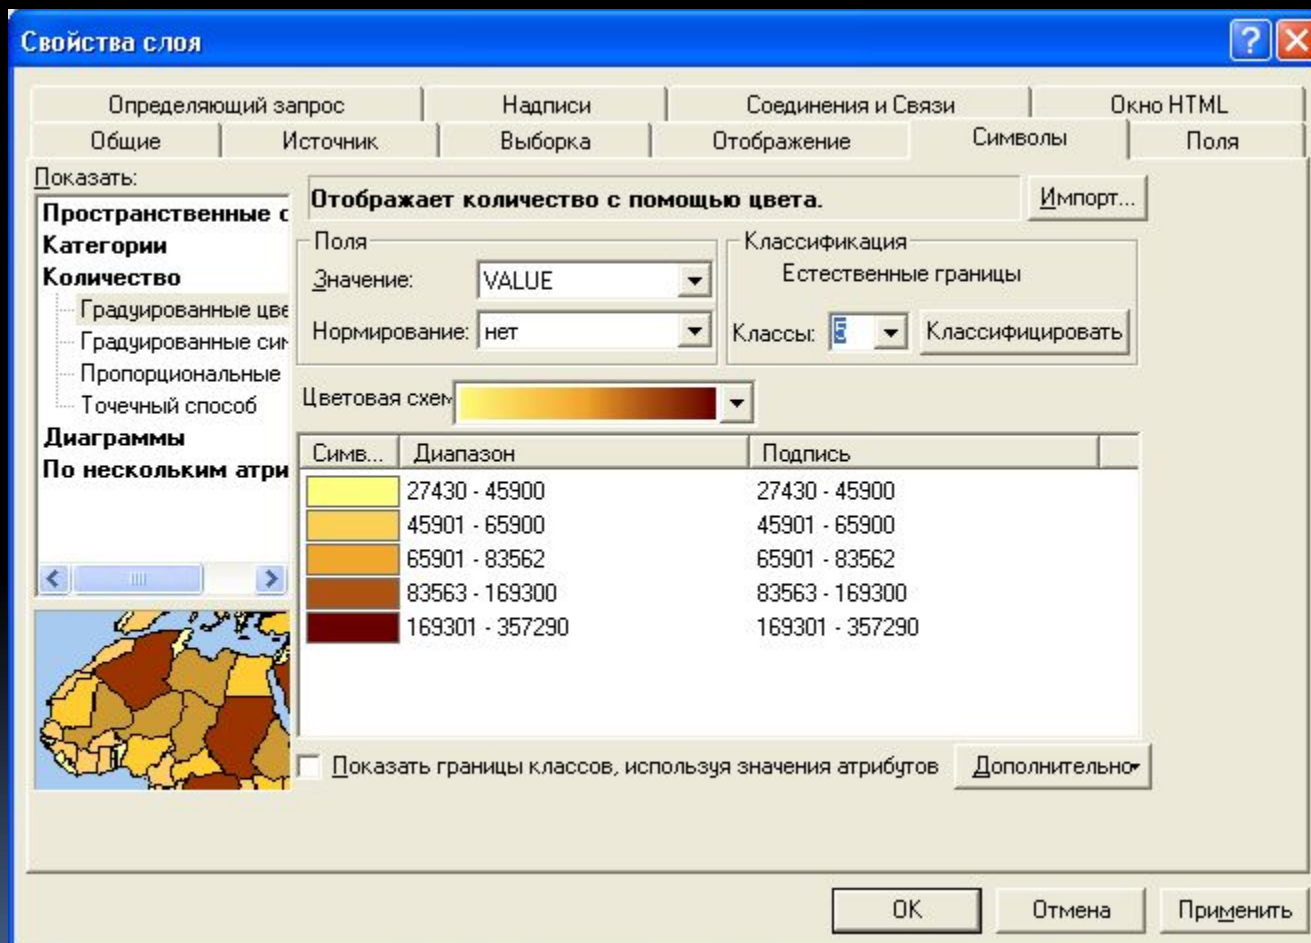 Свойства слоя
Определяющий запрос Надписи Соединения и Связи Окно HTML
Общие Источник Выборка Отображение Символы Поля
Показать:
Пространственные
Категории
Количество
Градуированные цве
Градуированные сим
Пропорциональные
Точечный способ
Диаграммы
По нескольким атри
Отображает количество с помощью цвета.
Импорт...
Поля
Значение: VALUE
Нормирование: нет
Классификация
Естественные границы
Классы: 5 Классифицировать
Цветовая схем
Симв... Диапазон Подпись
27430 - 45900 27430 - 45900
45901 - 65900 45901 - 65900
65901 - 83562 65901 - 83562
83563 - 169300 83563 - 169300
169301 - 357290 169301 - 357290
Показать границы классов, используя значения атрибутов Дополнительно
OK Отмена Применить